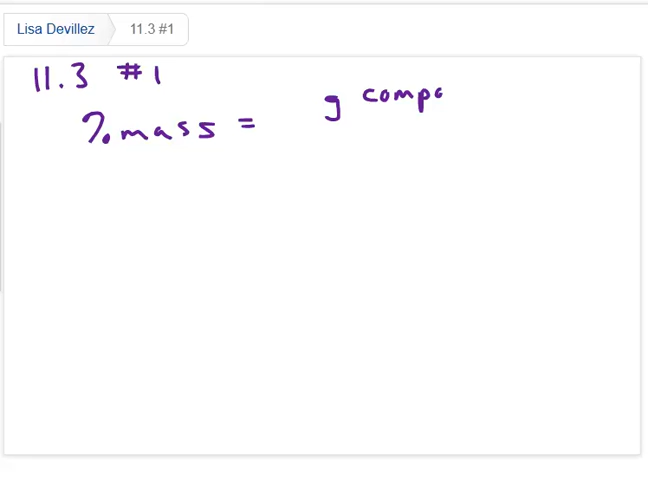 Lisa Devillez 11.3 #1
11.3 #1
%mass = g compo